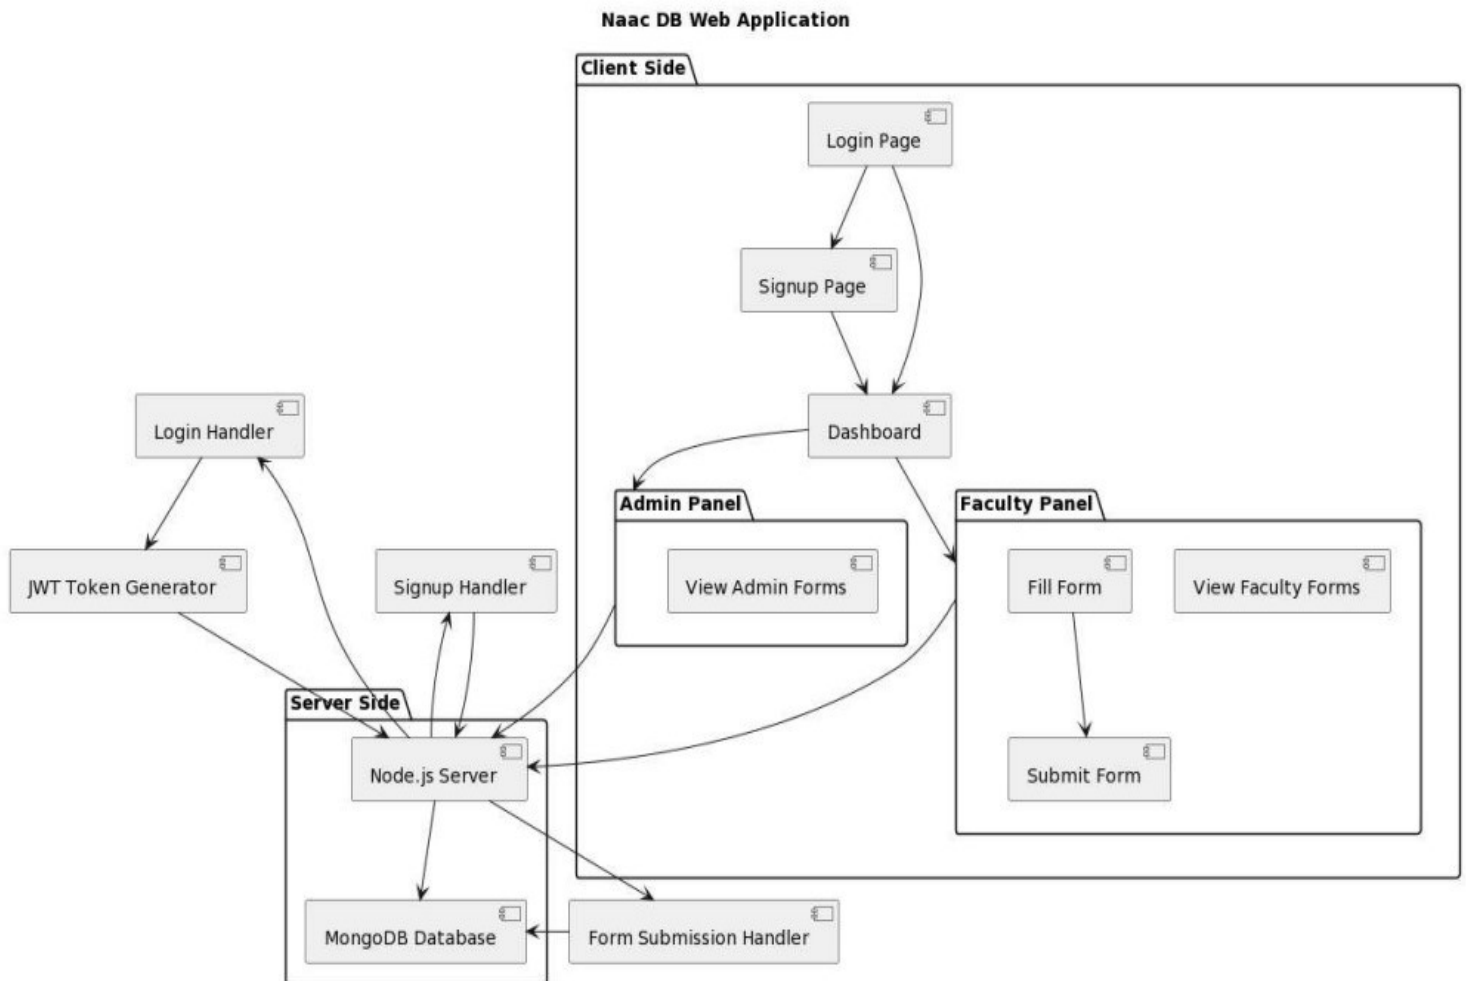 Naac DB Web Application
Client Side
Login Page
Signup Page
Login Handler
Dashboard
Admin Panel
Faculty Panel
JWT Token Generator
Signup Handler
View Admin Forms
Fill Form
View Faculty Forms
Server Side
Node.js Server
Submit Form
MongoDB Database
Form Submission Handler